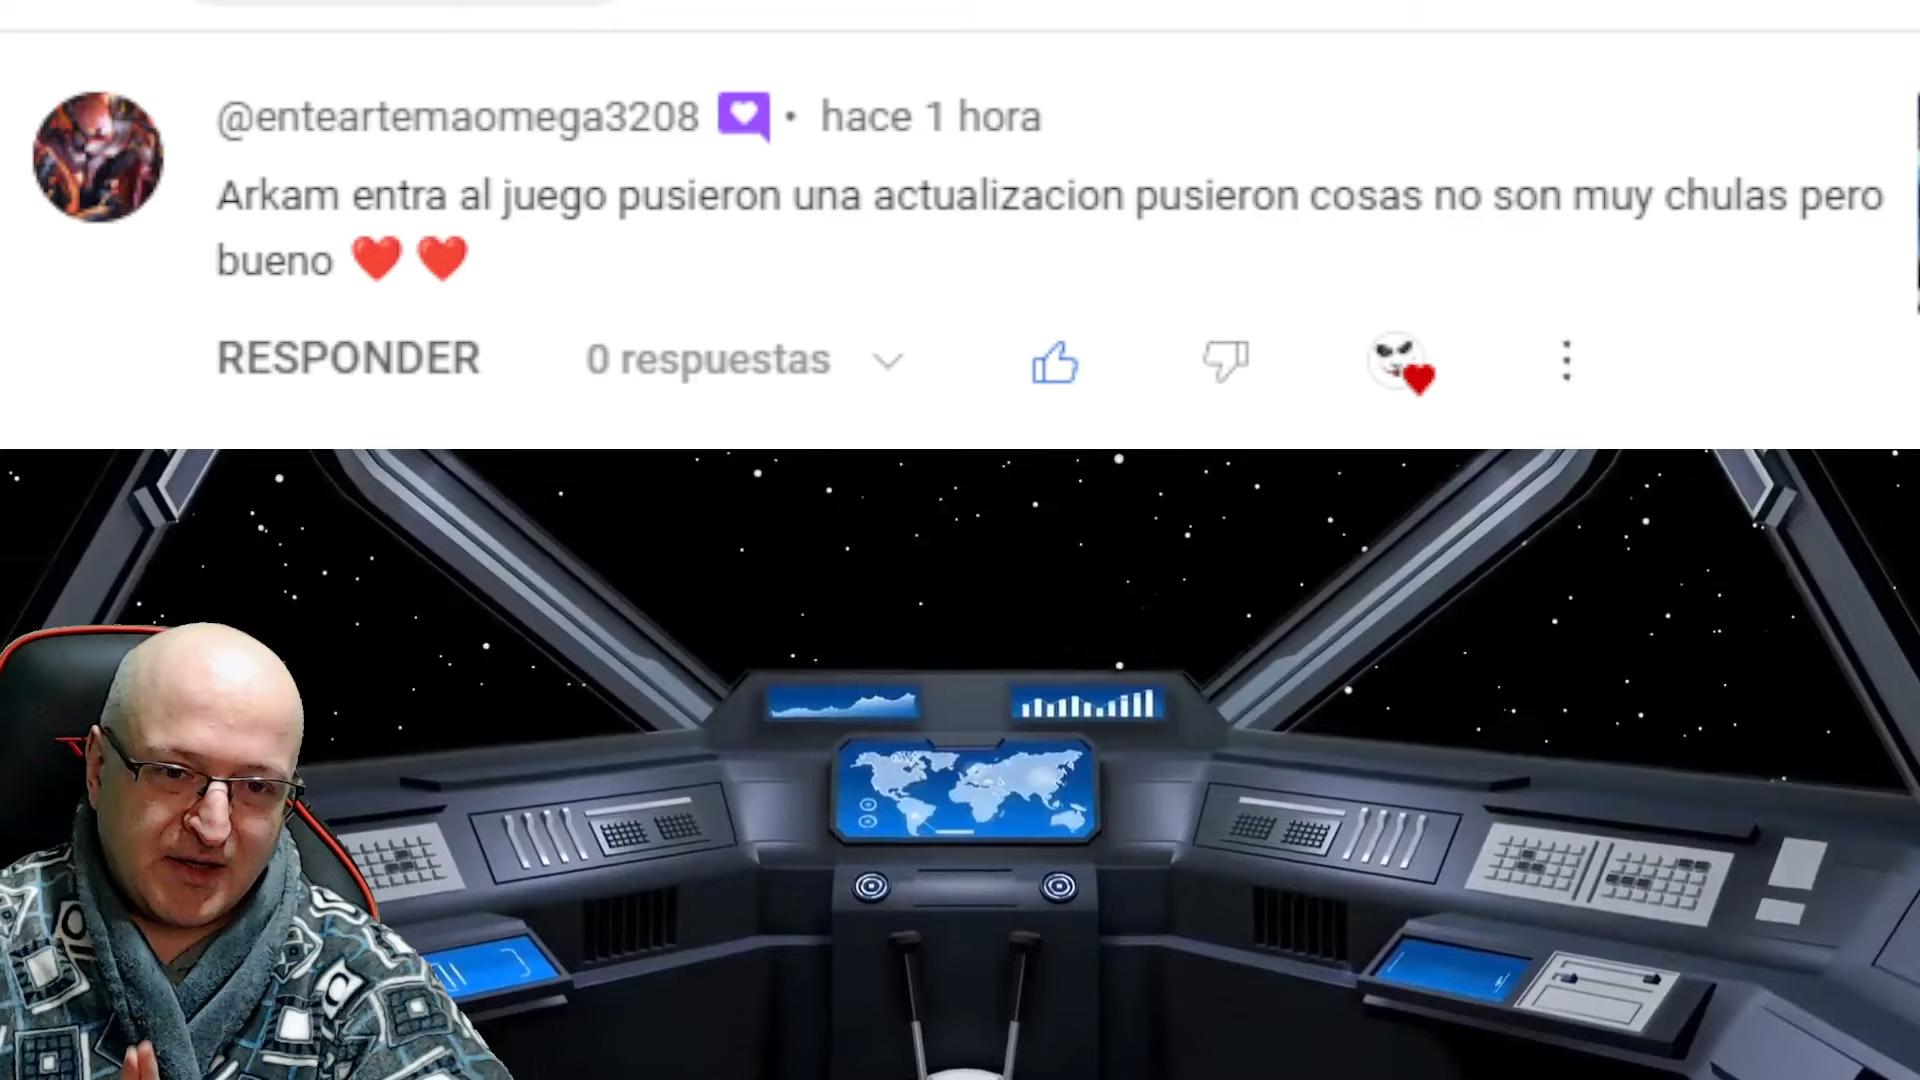 @enteartemaomega3208 • hace 1 hora
Arkam entra al juego pusieron una actualizacion pusieron cosas no son muy chulas pero
bueno ❤️ ❤️
RESPONDER 0 respuestas